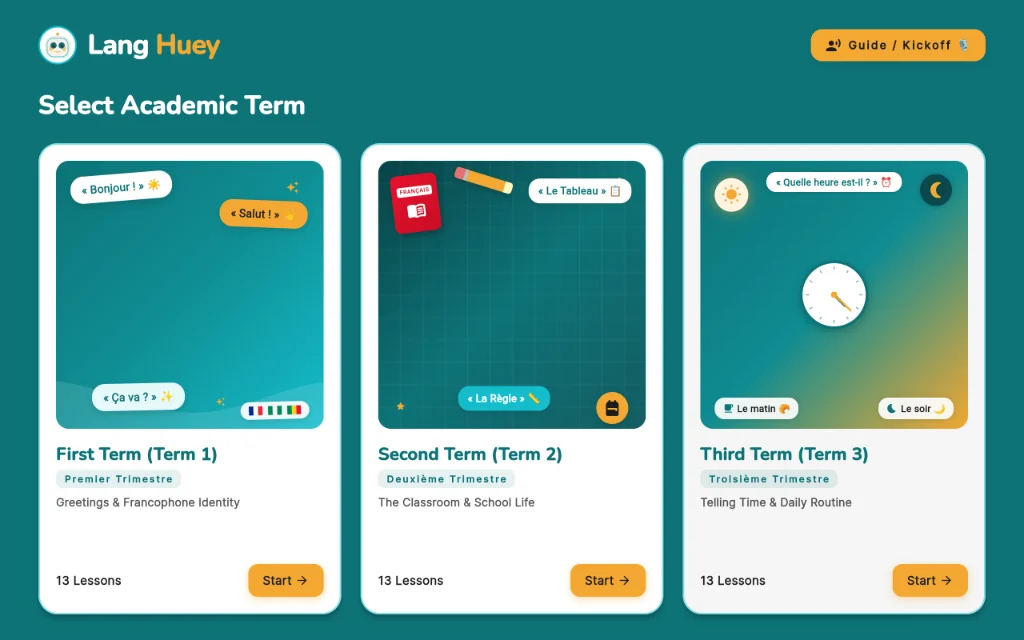 Lang Huey
Guide / Kickoff
Select Academic Term
« Bonjour ! »
« Salut ! »
« Ça va ? »
First Term (Term 1)
Premier Trimestre
Greetings & Francophone Identity
13 Lessons
Start →
FRANÇAIS
« Le Tableau »
« La Règle »
Second Term (Term 2)
Deuxième Trimestre
The Classroom & School Life
13 Lessons
Start →
« Quelle heure est-il ? »
Le matin
Le soir
Third Term (Term 3)
Troisième Trimestre
Telling Time & Daily Routine
13 Lessons
Start →